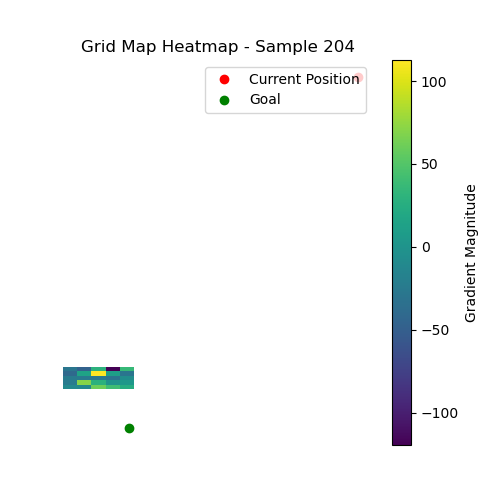 Grid Map Heatmap - Sample 204
Current Position
Goal
100
50
0
−50
−100
Gradient Magnitude